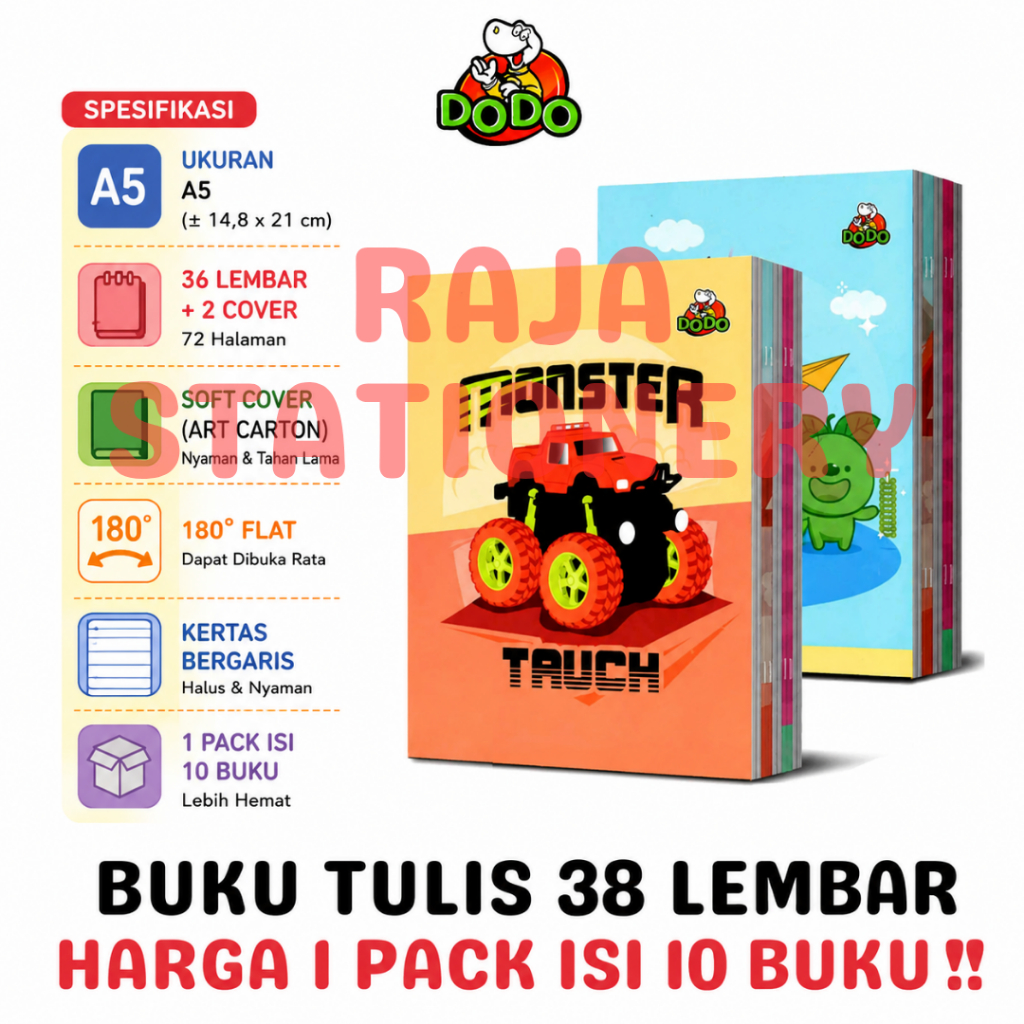 DODO
SPESIFIKASI
A5
UKURAN
A5
(± 14,8 x 21 cm)
36 LEMBAR
+ 2 COVER
72 Halaman
SOFT COVER
(ART CARTON)
Nyaman & Tahan Lama
180°
180° FLAT
Dapat Dibuka Rata
KERTAS
BERGARIS
Halus & Nyaman
1 PACK ISI
10 BUKU
Lebih Hemat
DODO
DODO
MONSTER
TAUCH
RAJA
STATIONERY
BUKU TULIS 38 LEMBAR
HARGA 1 PACK ISI 10 BUKU!!